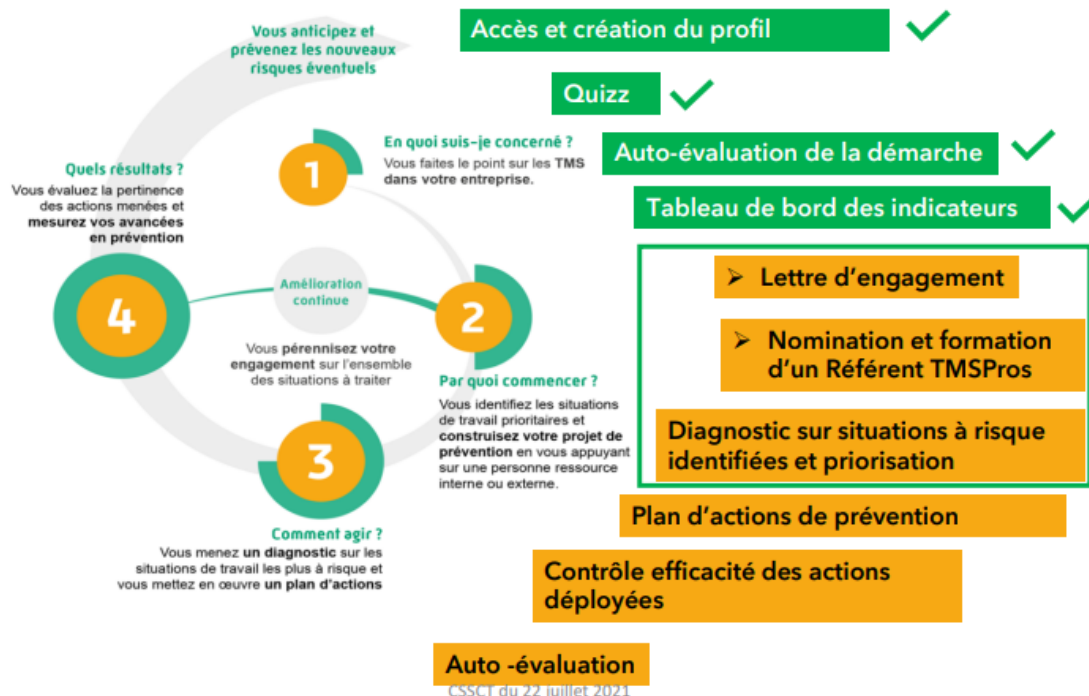 Vous anticipez et
prévenez les nouveaux
risques éventuels
Accès et création du profil
Quizz
1
En quoi suis-je concerné ?
Vous faites le point sur les TMS
dans votre entreprise.
Auto-évaluation de la démarche
Tableau de bord des indicateurs
Quels résultats ?
Vous évaluez la pertinence
des actions menées et
mesurez vos avancées
en prévention
4
Amélioration
continue
Vous pérennisez votre
engagement sur l'ensemble
des situations à traiter
2
Par quoi commencer ?
Vous identifiez les situations
de travail prioritaires et
construisez votre projet de
prévention en vous appuyant
sur une personne ressource
interne ou externe.
➢ Lettre d'engagement
➢ Nomination et formation
d'un Référent TMSPros
Diagnostic sur situations à risque
identifiées et priorisation
3
Comment agir ?
Vous menez un diagnostic sur les
situations de travail les plus à risque et
vous mettez en œuvre un plan d'actions
Plan d'actions de prévention
Contrôle efficacité des actions
déployées
Auto -évaluation
CSSCT du 22 juillet 2021